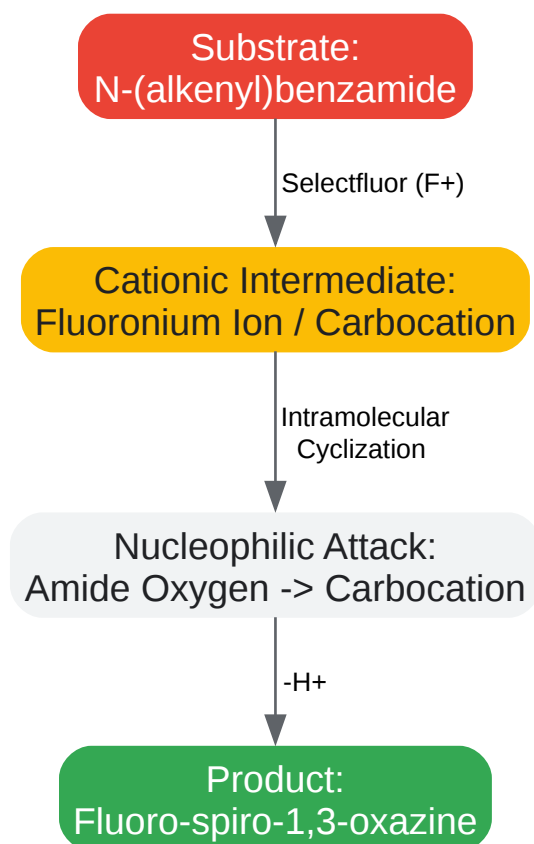 Substrate:
N-(alkenyl)benzamide
Selectfluor (F+)
Cationic Intermediate:
Fluoronium Ion / Carbocation
Intramolecular
Cyclization
Nucleophilic Attack:
Amide Oxygen -> Carbocation
-H+
Product:
Fluoro-spiro-1,3-oxazine